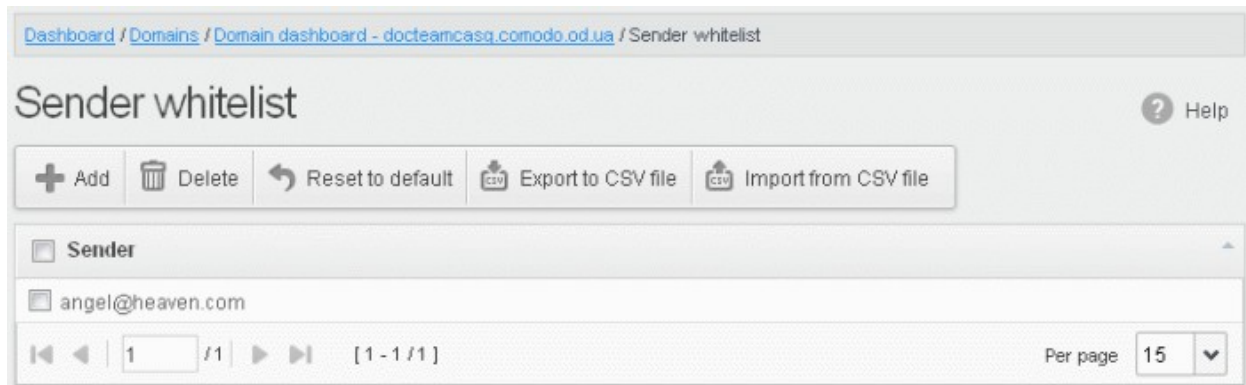 Dashboard / Domains / Domain dashboard - docteamcasg.comodo.od.ua / Sender whitelist
Sender whitelist
Help
Add Delete Reset to default Export to CSV file Import from CSV file
Sender
angel@heaven.com
1 /1 [1 - 1 /1] Per page 15